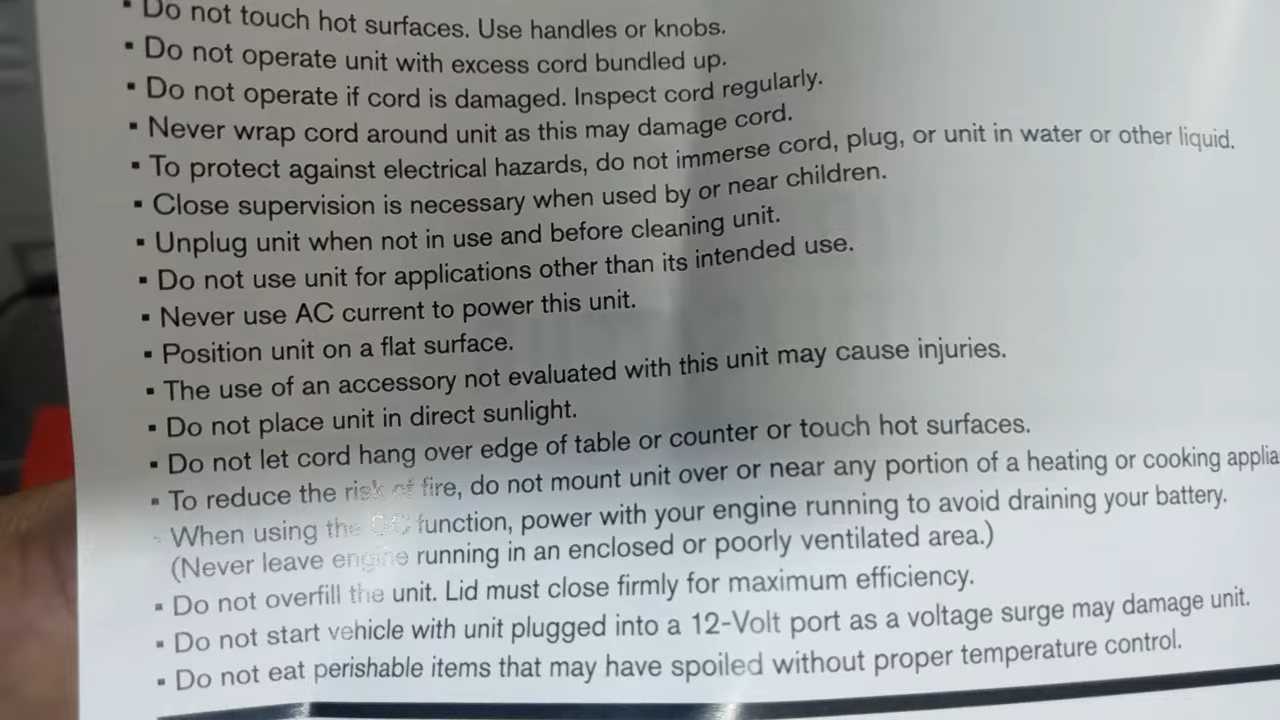 ▪ Do not touch hot surfaces. Use handles or knobs.
▪ Do not operate unit with excess cord bundled up.
▪ Do not operate if cord is damaged. Inspect cord regularly.
▪ Never wrap cord around unit as this may damage cord.
▪ To protect against electrical hazards, do not immerse cord, plug, or unit in water or other liquid.
▪ Close supervision is necessary when used by or near children.
▪ Unplug unit when not in use and before cleaning unit.
▪ Do not use unit for applications other than its intended use.
▪ Never use AC current to power this unit.
▪ Position unit on a flat surface.
▪ The use of an accessory not evaluated with this unit may cause injuries.
▪ Do not place unit in direct sunlight.
▪ Do not let cord hang over edge of table or counter or touch hot surfaces.
▪ To reduce the risk of fire, do not mount unit over or near any portion of a heating or cooking applia
▪ When using the DC function, power with your engine running to avoid draining your battery.
(Never leave engine running in an enclosed or poorly ventilated area.)
▪ Do not overfill the unit. Lid must close firmly for maximum efficiency.
▪ Do not start vehicle with unit plugged into a 12-Volt port as a voltage surge may damage unit.
▪ Do not eat perishable items that may have spoiled without proper temperature control.